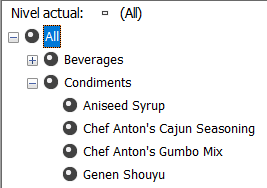 Nivel actual: (All)
All
Beverages
Condiments
Aniseed Syrup
Chef Anton's Cajun Seasoning
Chef Anton's Gumbo Mix
Genen Shouyu